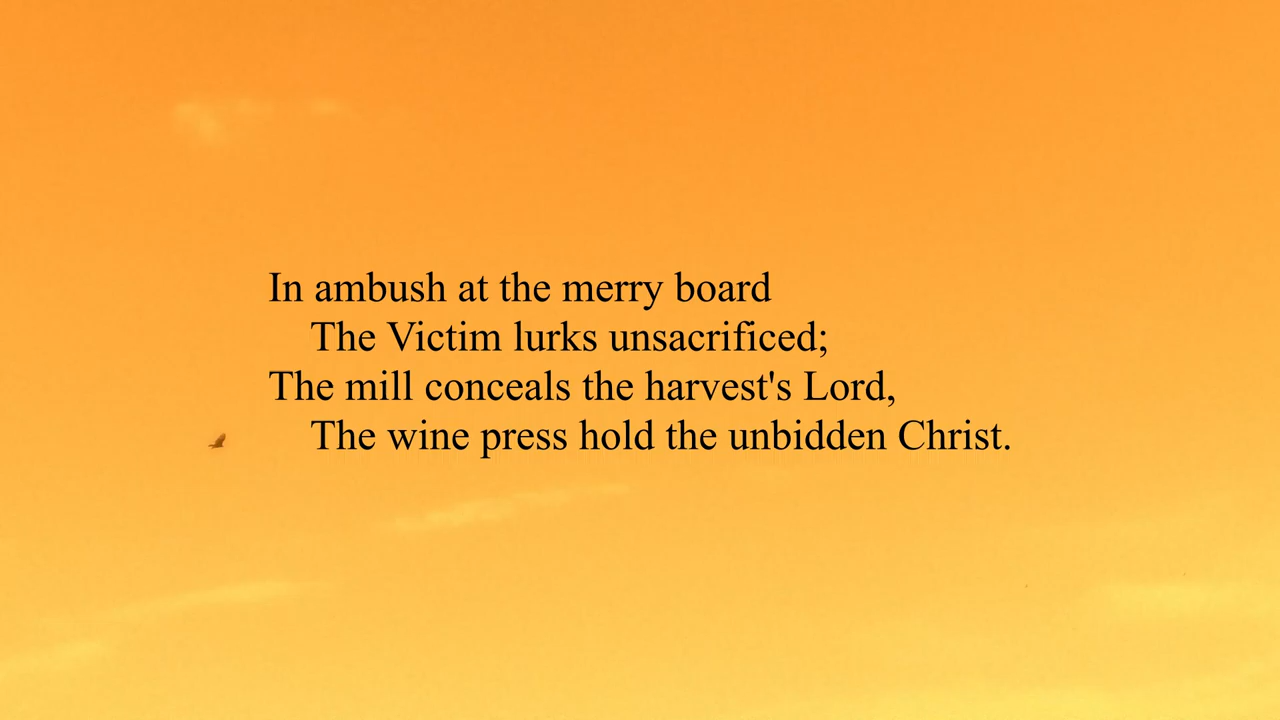 In ambush at the merry board
The Victim lurks unsacrificed;
The mill conceals the harvest's Lord,
The wine press hold the unbidden Christ.